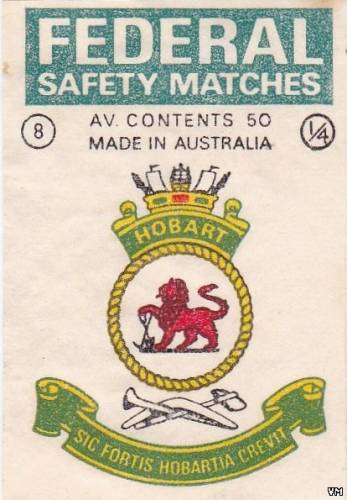 FEDERAL
SAFETY MATCHES
8
AV. CONTENTS 50
1/4
MADE IN AUSTRALIA
HOBART
SIC FORTIS HOBARTIA CREVIT
VM